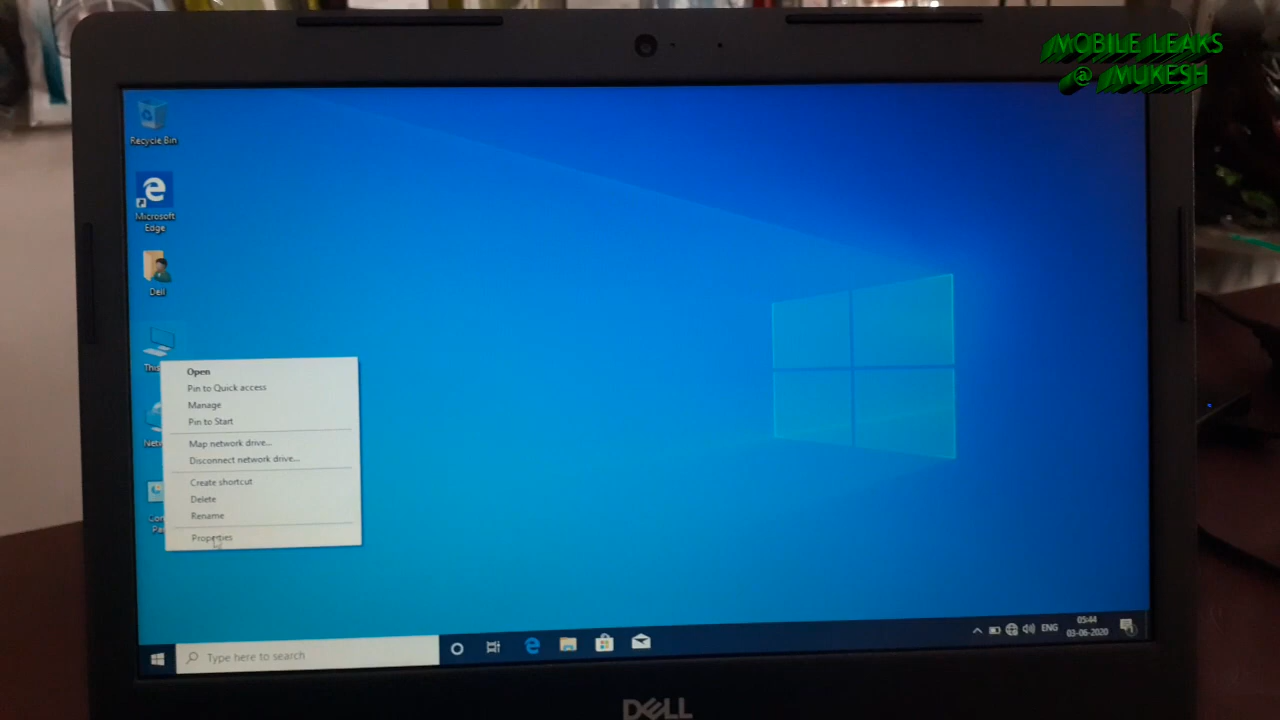 MOBILE LEAKS
@ MUKESH
Recycle Bin
Microsoft
Edge
Dell
This
Open
Pin to Quick access
Manage
Pin to Start
Map network drive...
Disconnect network drive...
Create shortcut
Delete
Rename
Properties
Type here to search
ENG
05:44
03-06-2020
DELL